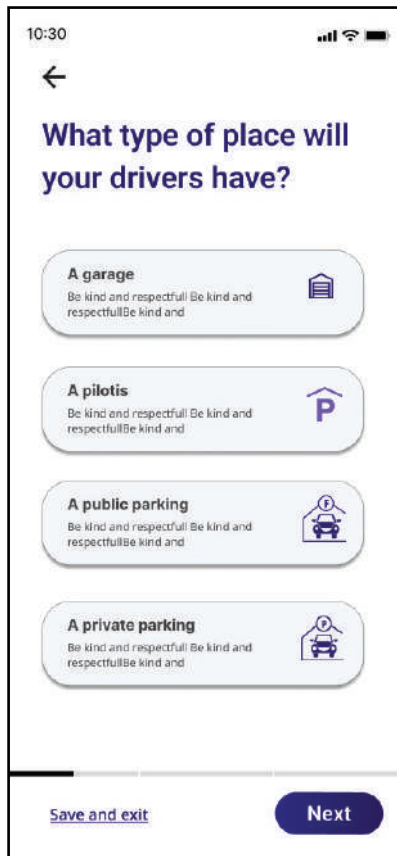 10:30
What type of place will
your drivers have?
A garage
Be kind and respectfull Be kind and
respectfullBe kind and
A pilotis
Be kind and respectfull Be kind and
respectfullBe kind and
P
A public parking
Be kind and respectfull Be kind and
respectfullBe kind and
A private parking
Be kind and respectfull Be kind and
respectfullBe kind and
Save and exit
Next